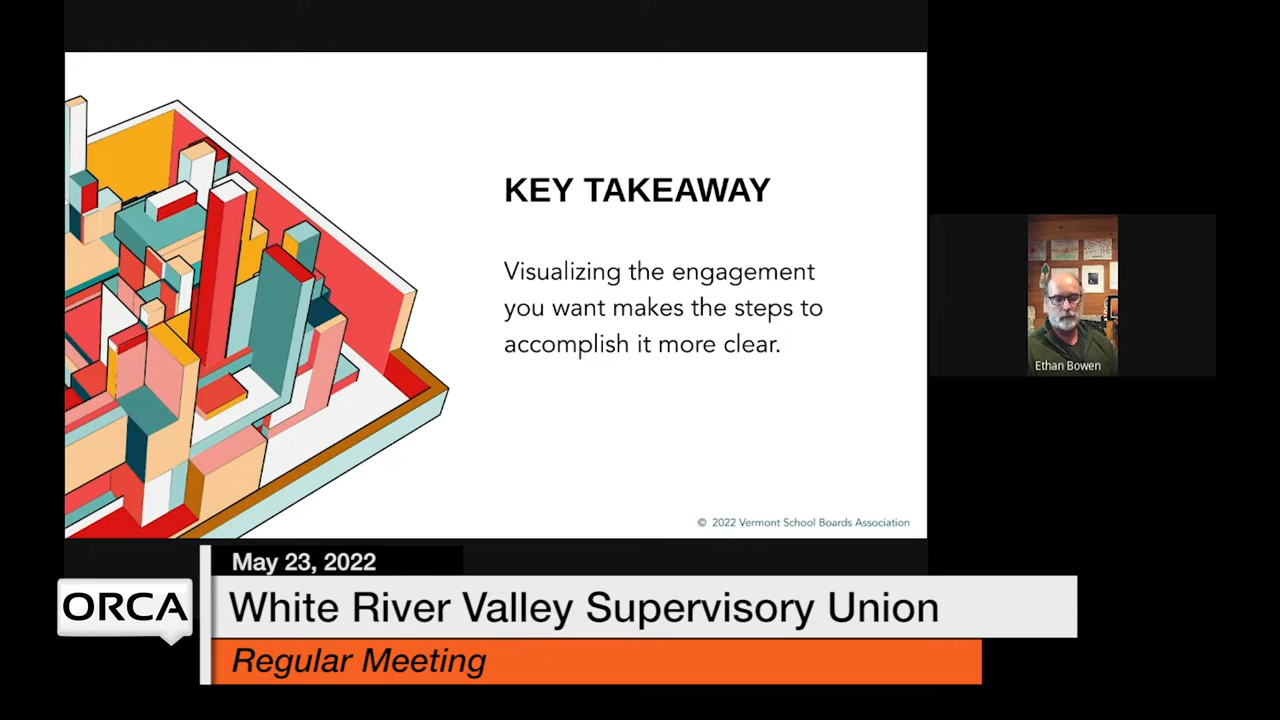 KEY TAKEAWAY
Visualizing the engagement
you want makes the steps to
accomplish it more clear.
© 2022 Vermont School Boards Association
Ethan Bowen
May 23, 2022
ORCA
White River Valley Supervisory Union
Regular Meeting